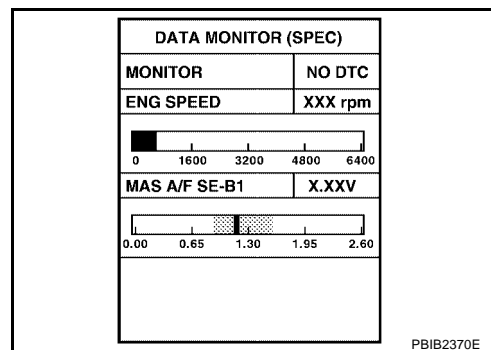 DATA MONITOR (SPEC)
MONITOR NO DTC
ENG SPEED XXX rpm
0 1600 3200 4800 6400
MAS A/F SE-B1 X.XXV
0.00 0.65 1.30 1.95 2.60
PBIB2370E